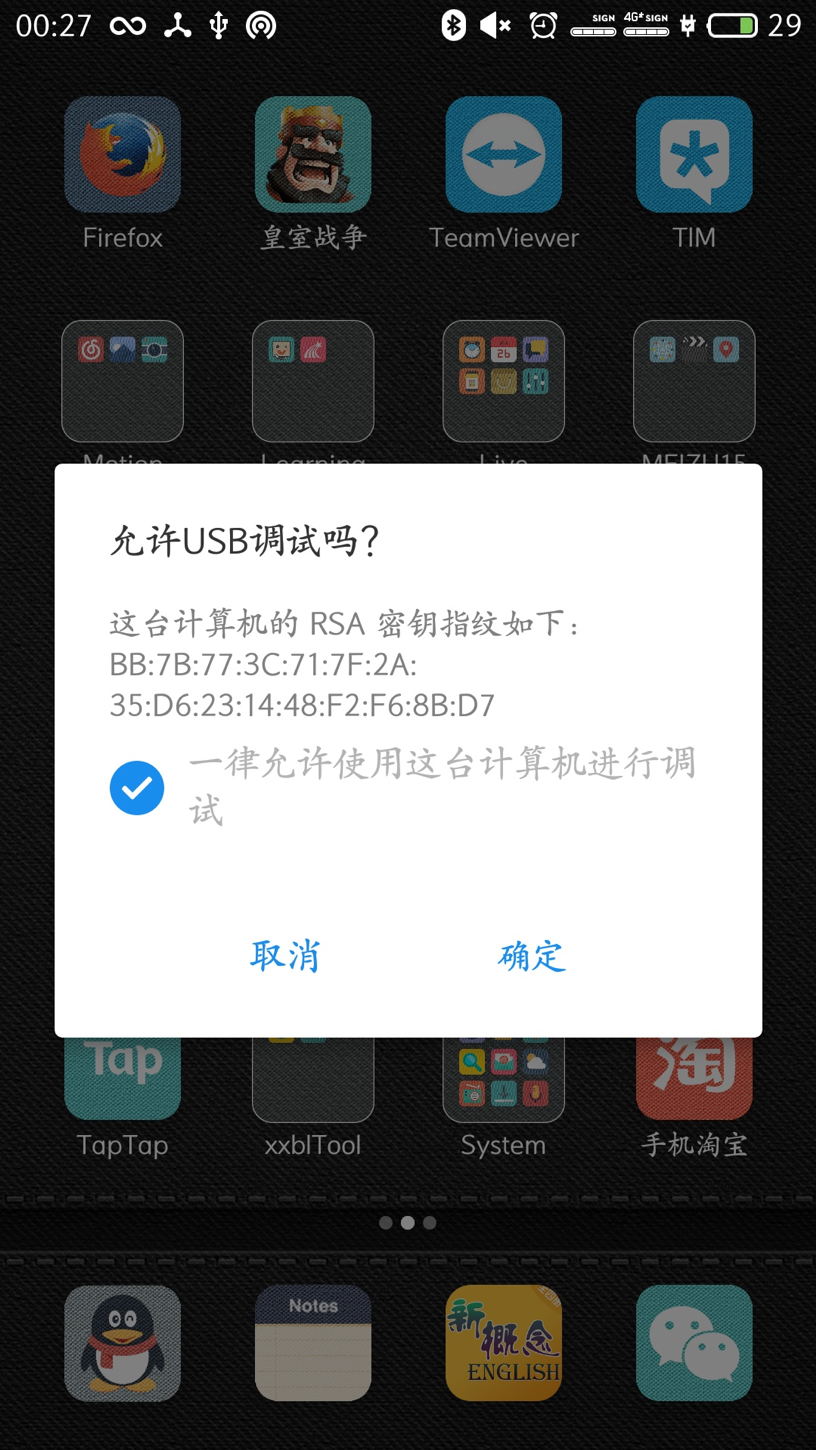 00:27 SIGN 4G+ SIGN 29
Firefox 皇室战争 TeamViewer TIM
26
Motion Learning Live MEIZU15
允许USB调试吗？
这台计算机的 RSA 密钥指纹如下：
BB:7B:77:3C:71:7F:2A:
35:D6:23:14:48:F2:F6:8B:D7
一律允许使用这台计算机进行调
试
取消 确定
Tap 淘
TapTap xxblTool System 手机淘宝
Notes
新概念
ENGLISH